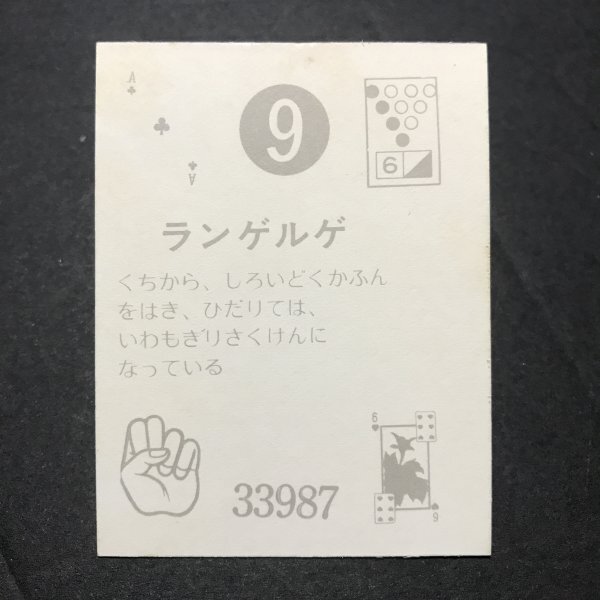 A
9
A
6
ランゲルゲ
くちから、しろいどくかふん
をはき、ひだりては、
いわもぎりさくけんに
なっている
6
33987
6